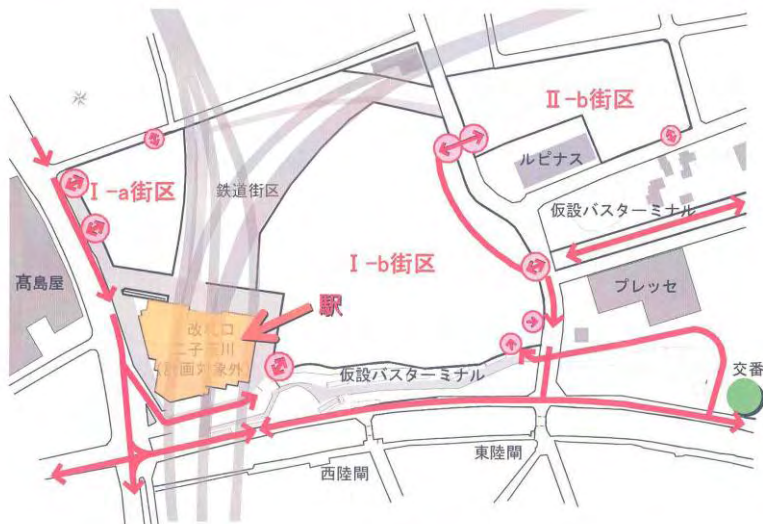 Ⅱ-b街区
ルピナス
Ⅰ-a街区
鉄道街区
仮設バスターミナル
Ⅰ-b街区
髙島屋
プレッセ
駅
改札口
二子玉川
(計画対象外)
仮設バスターミナル
交番
西陸閘
東陸閘